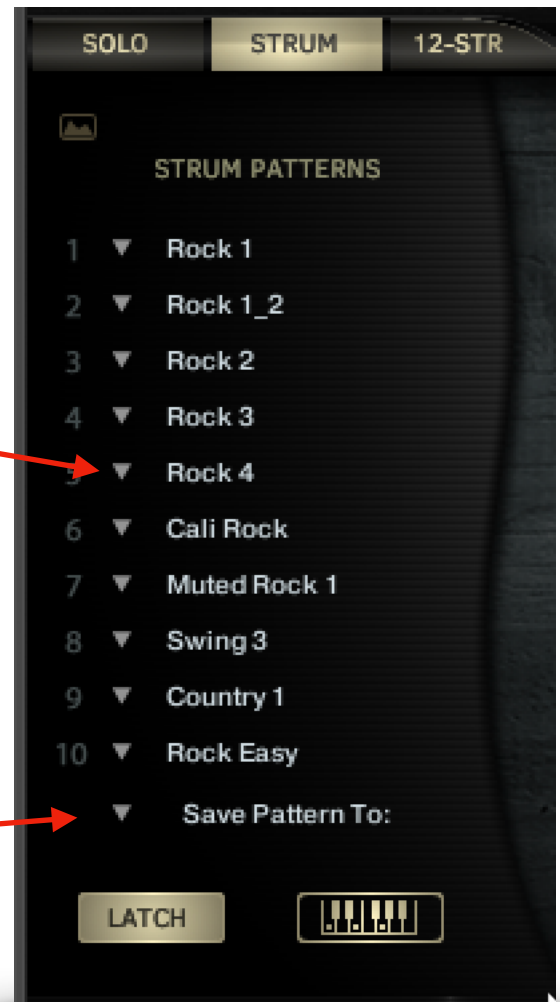 SOLO STRUM 12-STR
STRUM PATTERNS
1 Rock 1
2 Rock 1_2
3 Rock 2
4 Rock 3
5 Rock 4
6 Cali Rock
7 Muted Rock 1
8 Swing 3
9 Country 1
10 Rock Easy
Save Pattern To:
LATCH